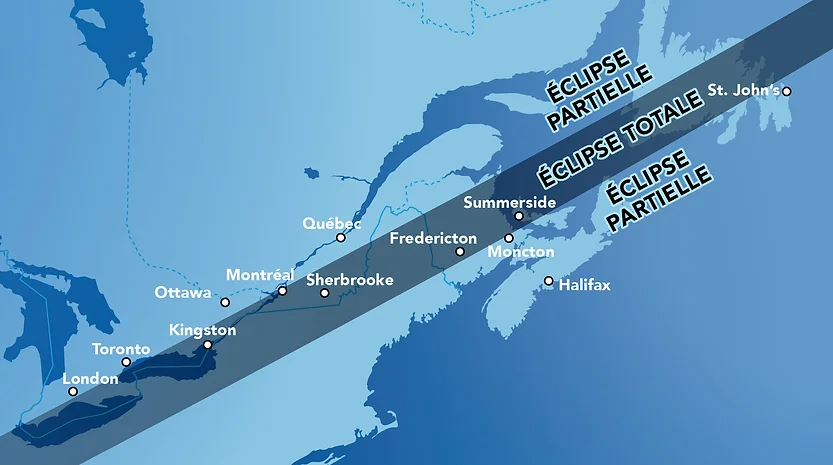 ÉCLIPSE
PARTIELLE
St. John's
ÉCLIPSE TOTALE
ÉCLIPSE
PARTIELLE
Summerside
Québec
Fredericton
Moncton
Montréal
Sherbrooke
Halifax
Ottawa
Kingston
Toronto
London